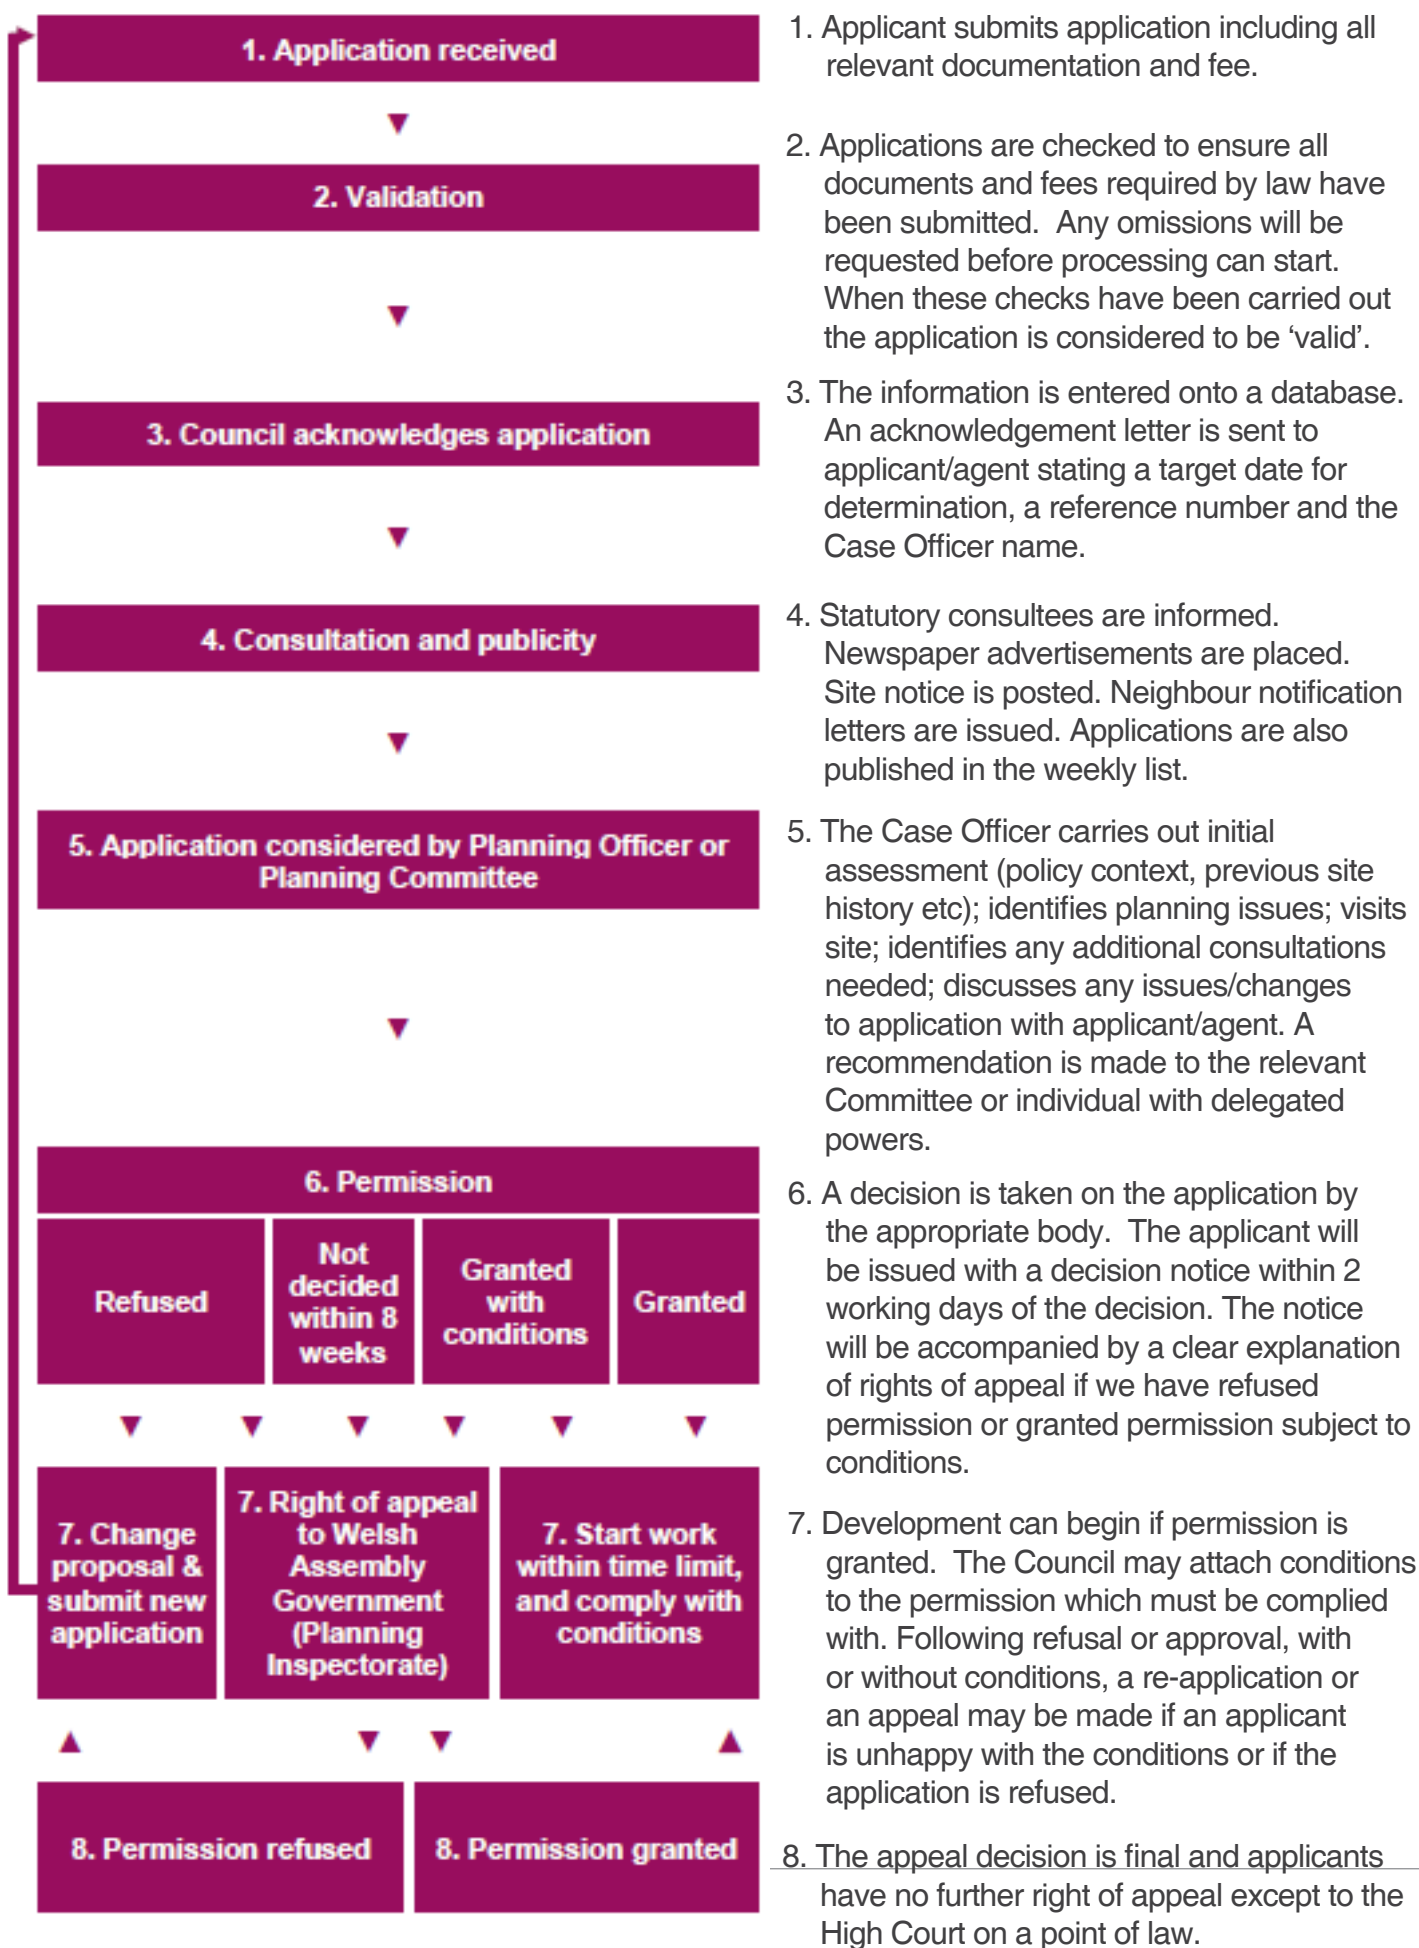 1. Application received
1. Applicant submits application including all
relevant documentation and fee.
2. Validation
2. Applications are checked to ensure all
documents and fees required by law have
been submitted.  Any omissions will be
requested before processing can start.
When these checks have been carried out
the application is considered to be ‘valid’.
3. Council acknowledges application
3. The information is entered onto a database.
An acknowledgement letter is sent to
applicant/agent stating a target date for
determination, a reference number and the
Case Officer name.
4. Consultation and publicity
4. Statutory consultees are informed.
Newspaper advertisements are placed.
Site notice is posted. Neighbour notification
letters are issued. Applications are also
published in the weekly list.
5. Application considered by Planning Officer or
Planning Committee
5. The Case Officer carries out initial
assessment (policy context, previous site
history etc); identifies planning issues; visits
site; identifies any additional consultations
needed; discusses any issues/changes
to application with applicant/agent. A
recommendation is made to the relevant
Committee or individual with delegated
powers.
6. Permission
Refused
Not
decided
within 8
weeks
Granted
with
conditions
Granted
6. A decision is taken on the application by
the appropriate body.  The applicant will
be issued with a decision notice within 2
working days of the decision. The notice
will be accompanied by a clear explanation
of rights of appeal if we have refused
permission or granted permission subject to
conditions.
7. Change
proposal &
submit new
application
7. Right of appeal
to Welsh
Assembly
Government
(Planning
Inspectorate)
7. Start work
within time limit,
and comply with
conditions
7. Development can begin if permission is
granted.  The Council may attach conditions
to the permission which must be complied
with. Following refusal or approval, with
or without conditions, a re-application or
an appeal may be made if an applicant
is unhappy with the conditions or if the
application is refused.
8. Permission refused
8. Permission granted
8. The appeal decision is final and applicants
have no further right of appeal except to the
High Court on a point of law.